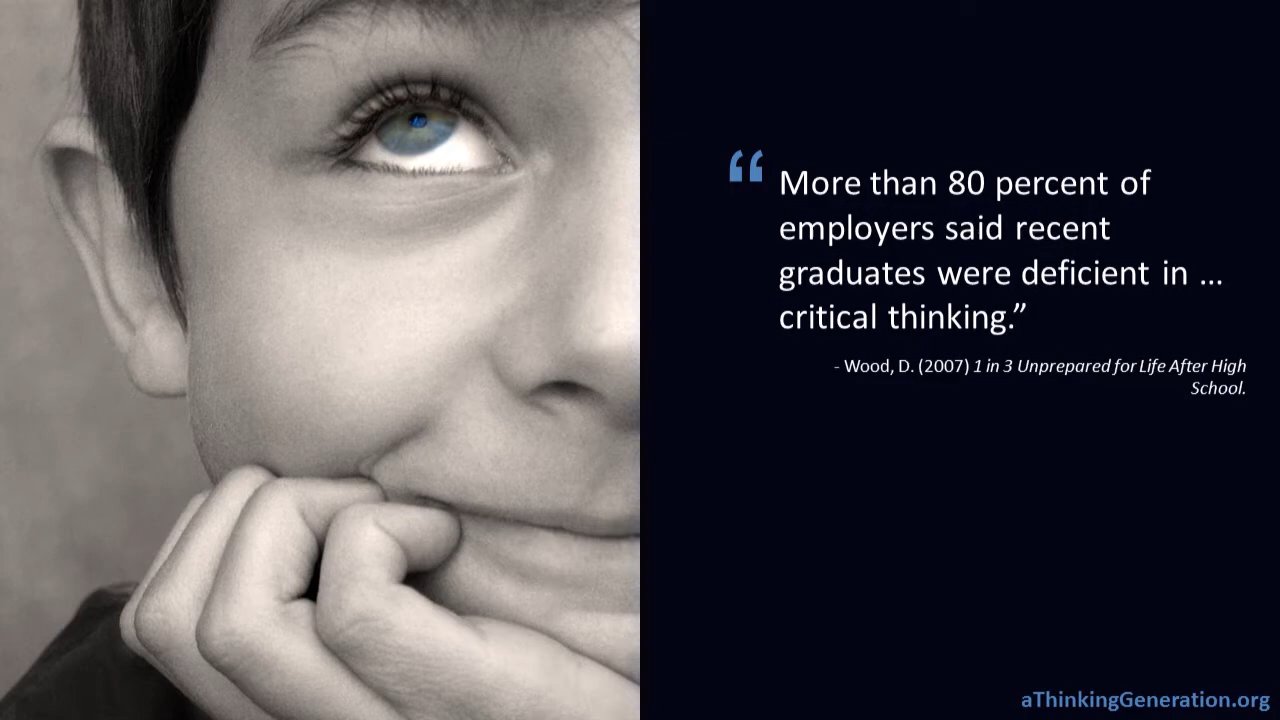 “ More than 80 percent of
employers said recent
graduates were deficient in ...
critical thinking.”
- Wood, D. (2007) 1 in 3 Unprepared for Life After High
School.
aThinkingGeneration.org